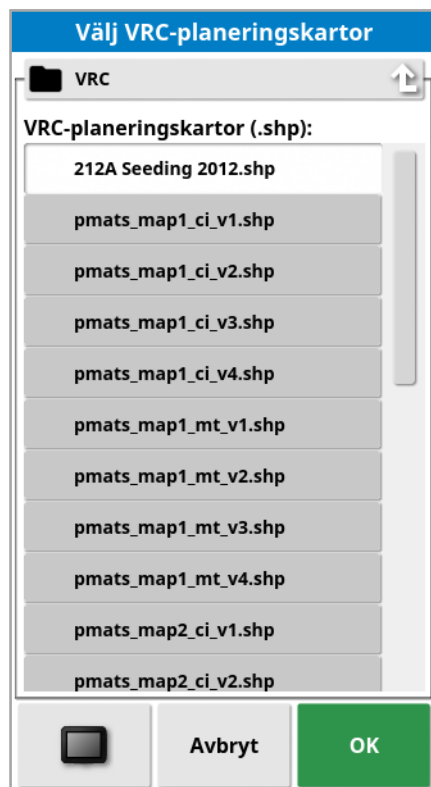 Välj VRC-planeringskartor
VRC
VRC-planeringskartor (.shp):
212A Seeding 2012.shp
pmats_map1_ci_v1.shp
pmats_map1_ci_v2.shp
pmats_map1_ci_v3.shp
pmats_map1_ci_v4.shp
pmats_map1_mt_v1.shp
pmats_map1_mt_v2.shp
pmats_map1_mt_v3.shp
pmats_map1_mt_v4.shp
pmats_map2_ci_v1.shp
pmats_map2_ci_v2.shp
Avbryt
OK